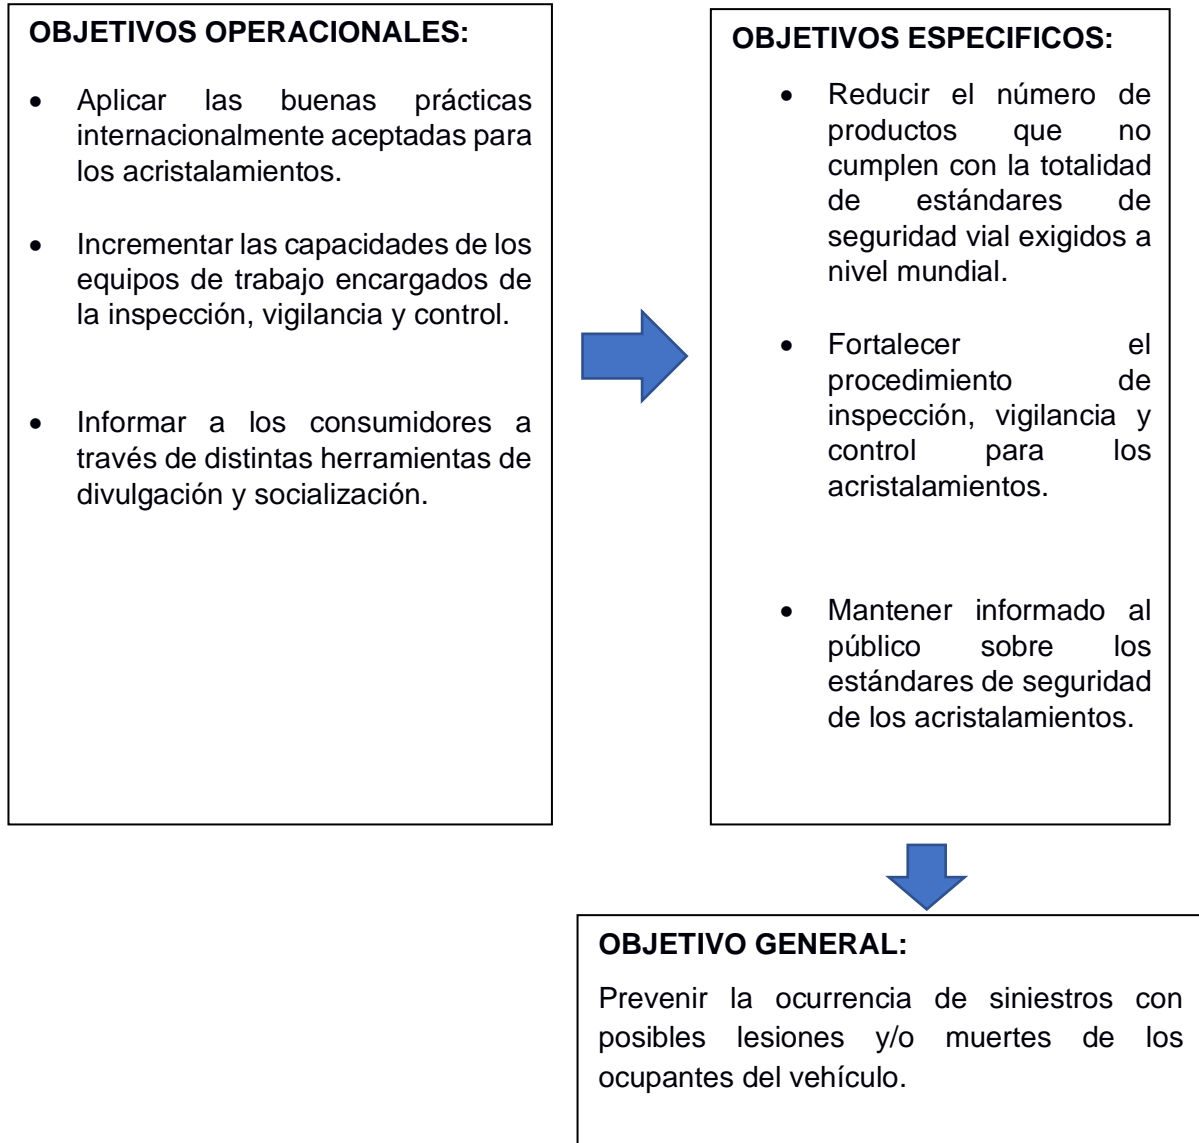 OBJETIVOS OPERACIONALES:
• Aplicar las buenas prácticas
internacionalmente aceptadas para
los acristalamientos.
• Incrementar las capacidades de los
equipos de trabajo encargados de
la inspección, vigilancia y control.
• Informar a los consumidores a
través de distintas herramientas de
divulgación y socialización.
OBJETIVOS ESPECIFICOS:
• Reducir el número de
productos que no
cumplen con la totalidad
de estándares de
seguridad vial exigidos a
nivel mundial.
• Fortalecer el
procedimiento de
inspección, vigilancia y
control para los
acristalamientos.
• Mantener informado al
público sobre los
estándares de seguridad
de los acristalamientos.
OBJETIVO GENERAL:
Prevenir la ocurrencia de siniestros con
posibles lesiones y/o muertes de los
ocupantes del vehículo.